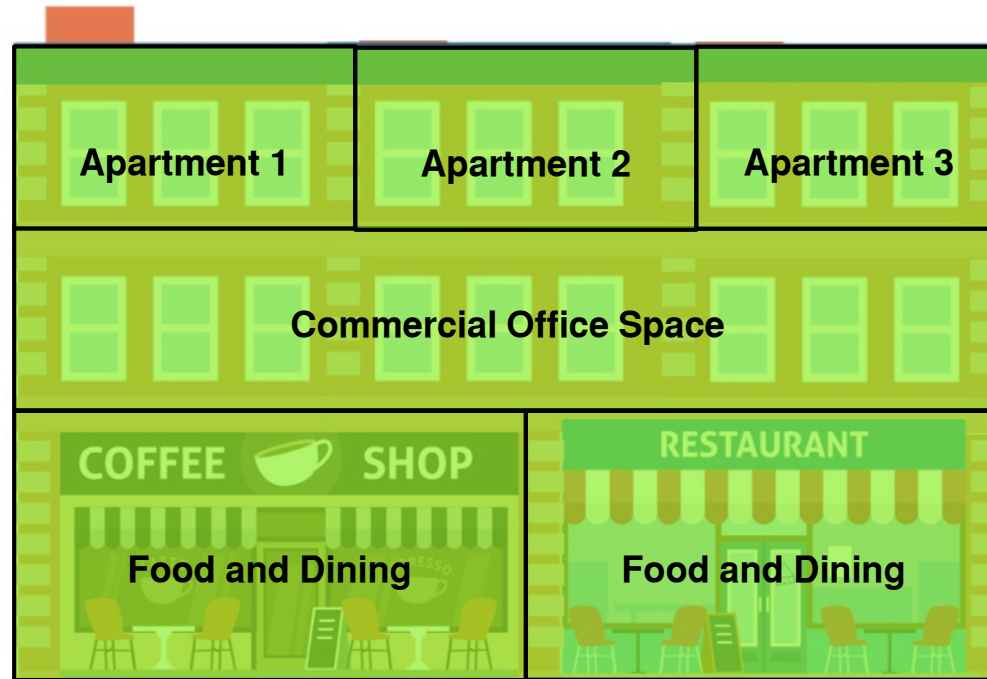 Apartment 1
Apartment 2
Apartment 3
Commercial Office Space
COFFEE SHOP
RESTAURANT
Food and Dining
Food and Dining